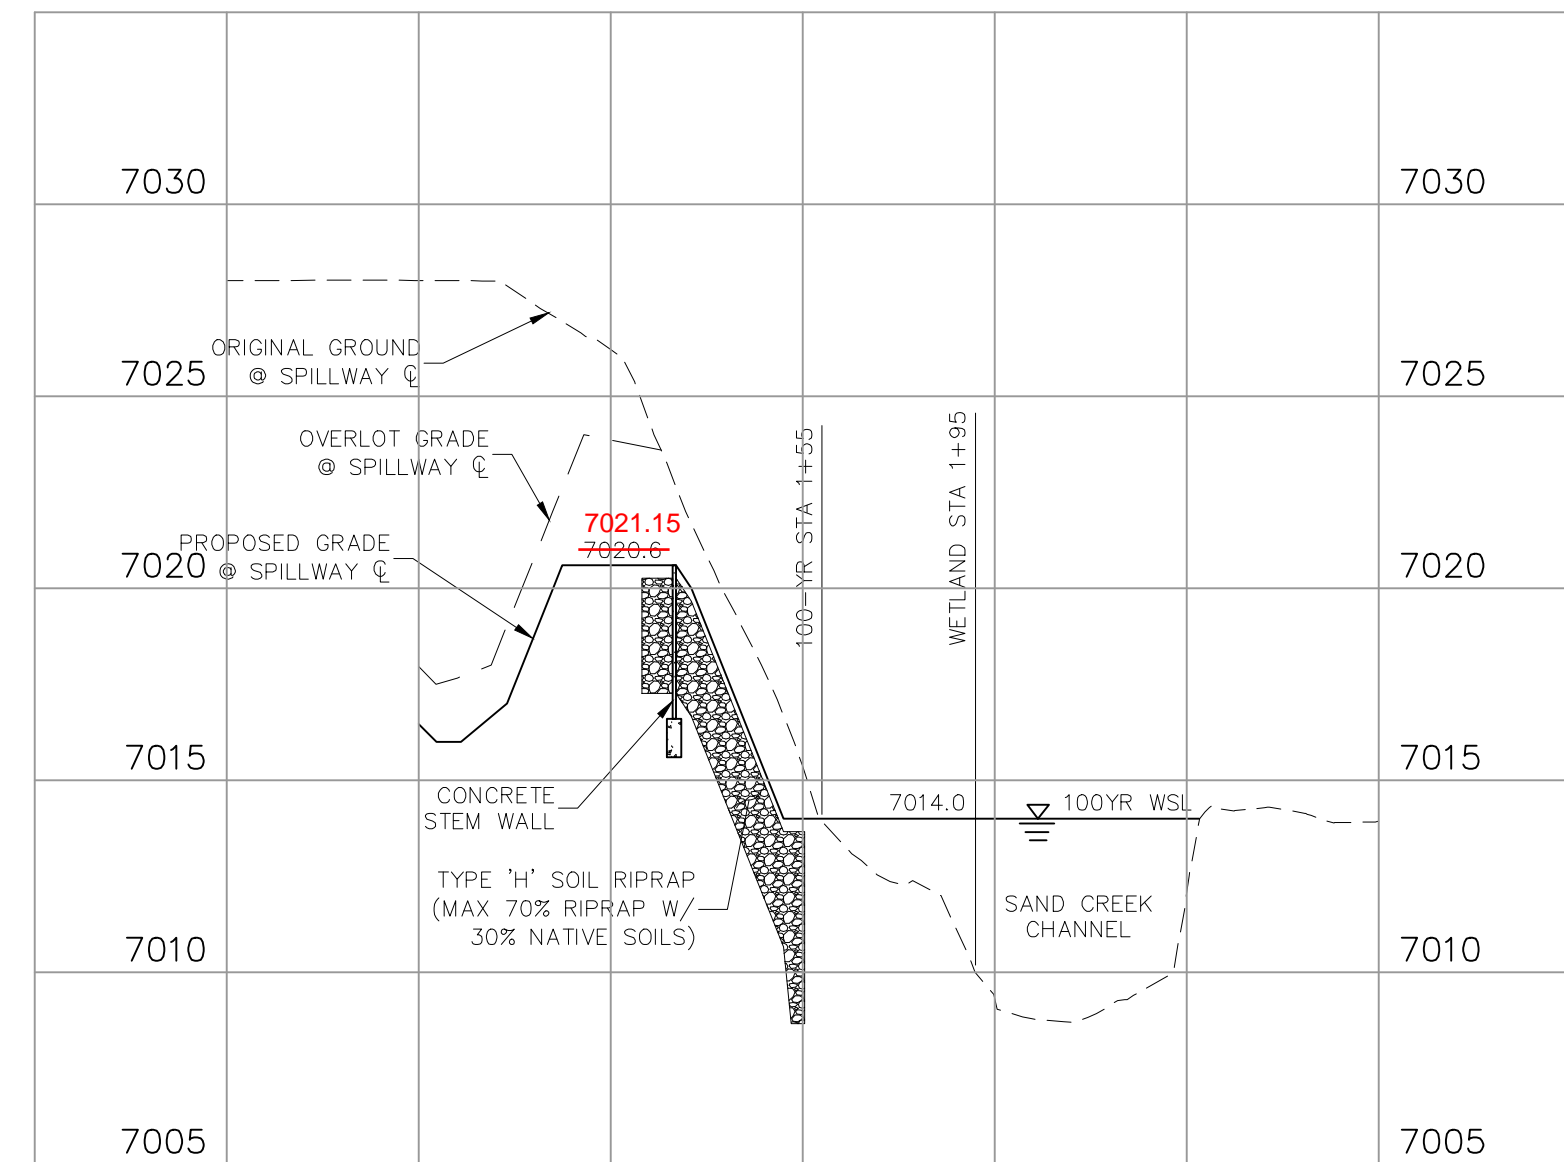 7030
7030
ORIGINAL GROUND
@ SPILLWAY ℄
7025
7025
OVERLOT GRADE
@ SPILLWAY ℄
100-YR STA 1+55
WETLAND STA 1+95
7021.15
7020.6
PROPOSED GRADE
@ SPILLWAY ℄
7020
7020
7015
7015
CONCRETE
STEM WALL
7014.0
100YR WSL
TYPE 'H' SOIL RIPRAP
(MAX 70% RIPRAP W/
30% NATIVE SOILS)
SAND CREEK
CHANNEL
7010
7010
7005
7005